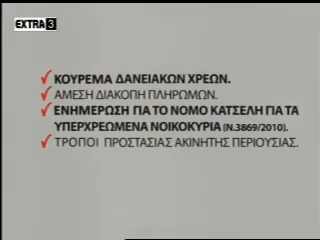 EXTRA 3
ΚΟΥΡΕΜΑ ΔΑΝΕΙΑΚΩΝ ΧΡΕΩΝ.
ΑΜΕΣΗ ΔΙΑΚΟΠΗ ΠΛΗΡΩΜΩΝ.
ΕΝΗΜΕΡΩΣΗ ΓΙΑ ΤΟ ΝΟΜΟ ΚΑΤΣΕΛΗ ΓΙΑ ΤΑ
ΥΠΕΡΧΡΕΩΜΕΝΑ ΝΟΙΚΟΚΥΡΙΑ (Ν.3869/2010).
ΤΡΟΠΟΙ ΠΡΟΣΤΑΣΙΑΣ ΑΚΙΝΗΤΗΣ ΠΕΡΙΟΥΣΙΑΣ.